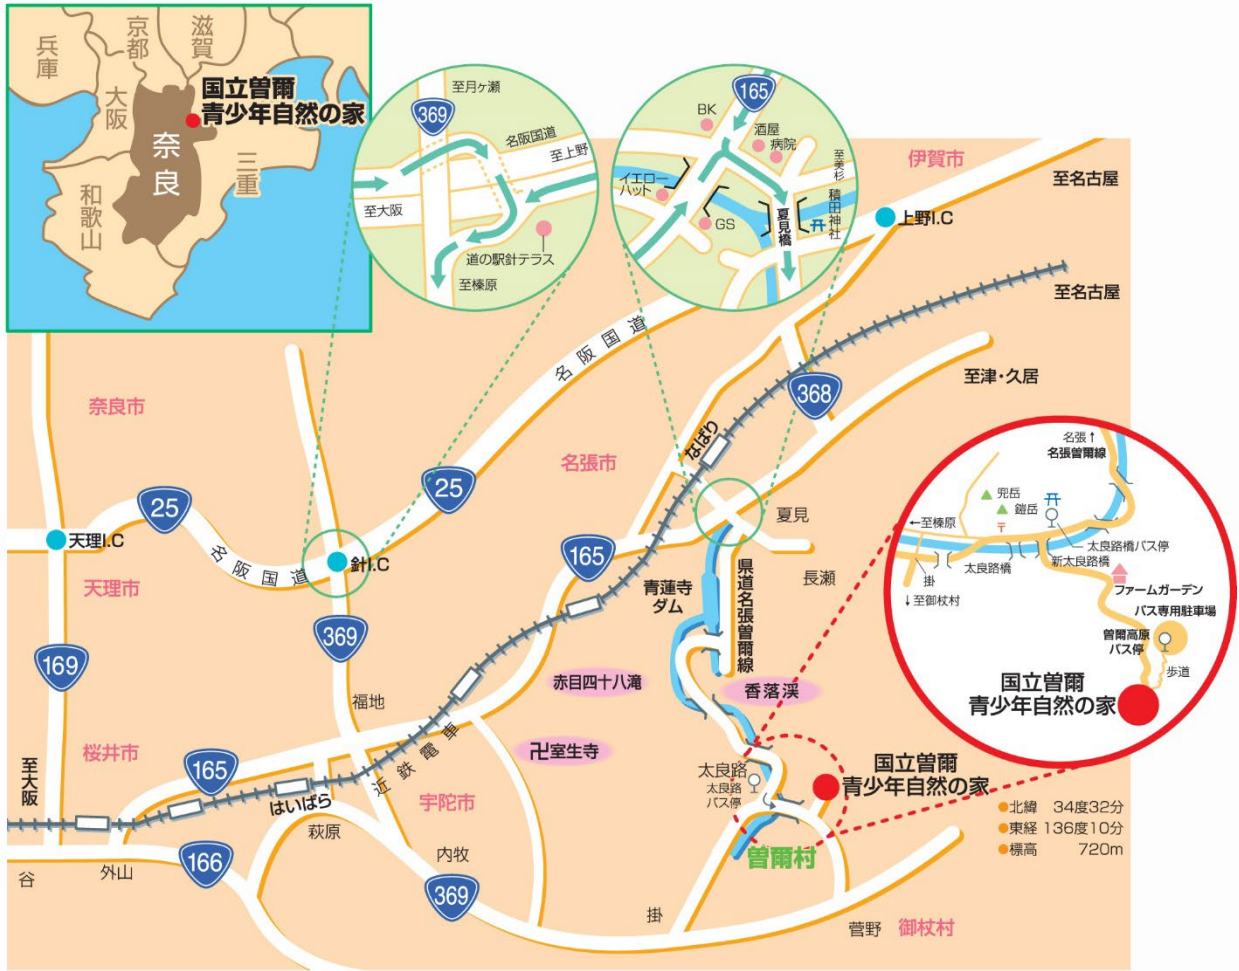 兵庫
京都
滋賀
大阪
奈良
和歌山
三重
国立曽爾
青少年自然の家
至月ヶ瀬
369
名阪国道
至上野
至大阪
道の駅針テラス
至榛原
165
BK
酒屋
病院
至美杉
イエロー
ハット
GS
夏見橋
積田神社
伊賀市
至名古屋
上野I.C
至名古屋
至津・久居
名阪国道
368
奈良市
名張市
なばり
25
25
夏見
天理I.C
名阪国道
針I.C
165
長瀬
天理市
青蓮寺
ダム
県道名張曽爾線
369
169
赤目四十八滝
香落渓
福地
桜井市
卍室生寺
至大阪
165
近鉄電車
はいばら
宇陀市
太良路
太良路
バス停
国立曽爾
青少年自然の家
北緯 34度32分
東経 136度10分
標高 720m
萩原
谷
外山
166
内牧
369
曽爾村
掛
菅野
御杖村
名張↑
名張曽爾線
兜岳
鎧岳
〒
←至榛原
太良路橋バス停
太良路橋
新太良路橋
掛
↓至御杖村
ファームガーデン
バス専用駐車場
曽爾高原
バス停
歩道
国立曽爾
青少年自然の家